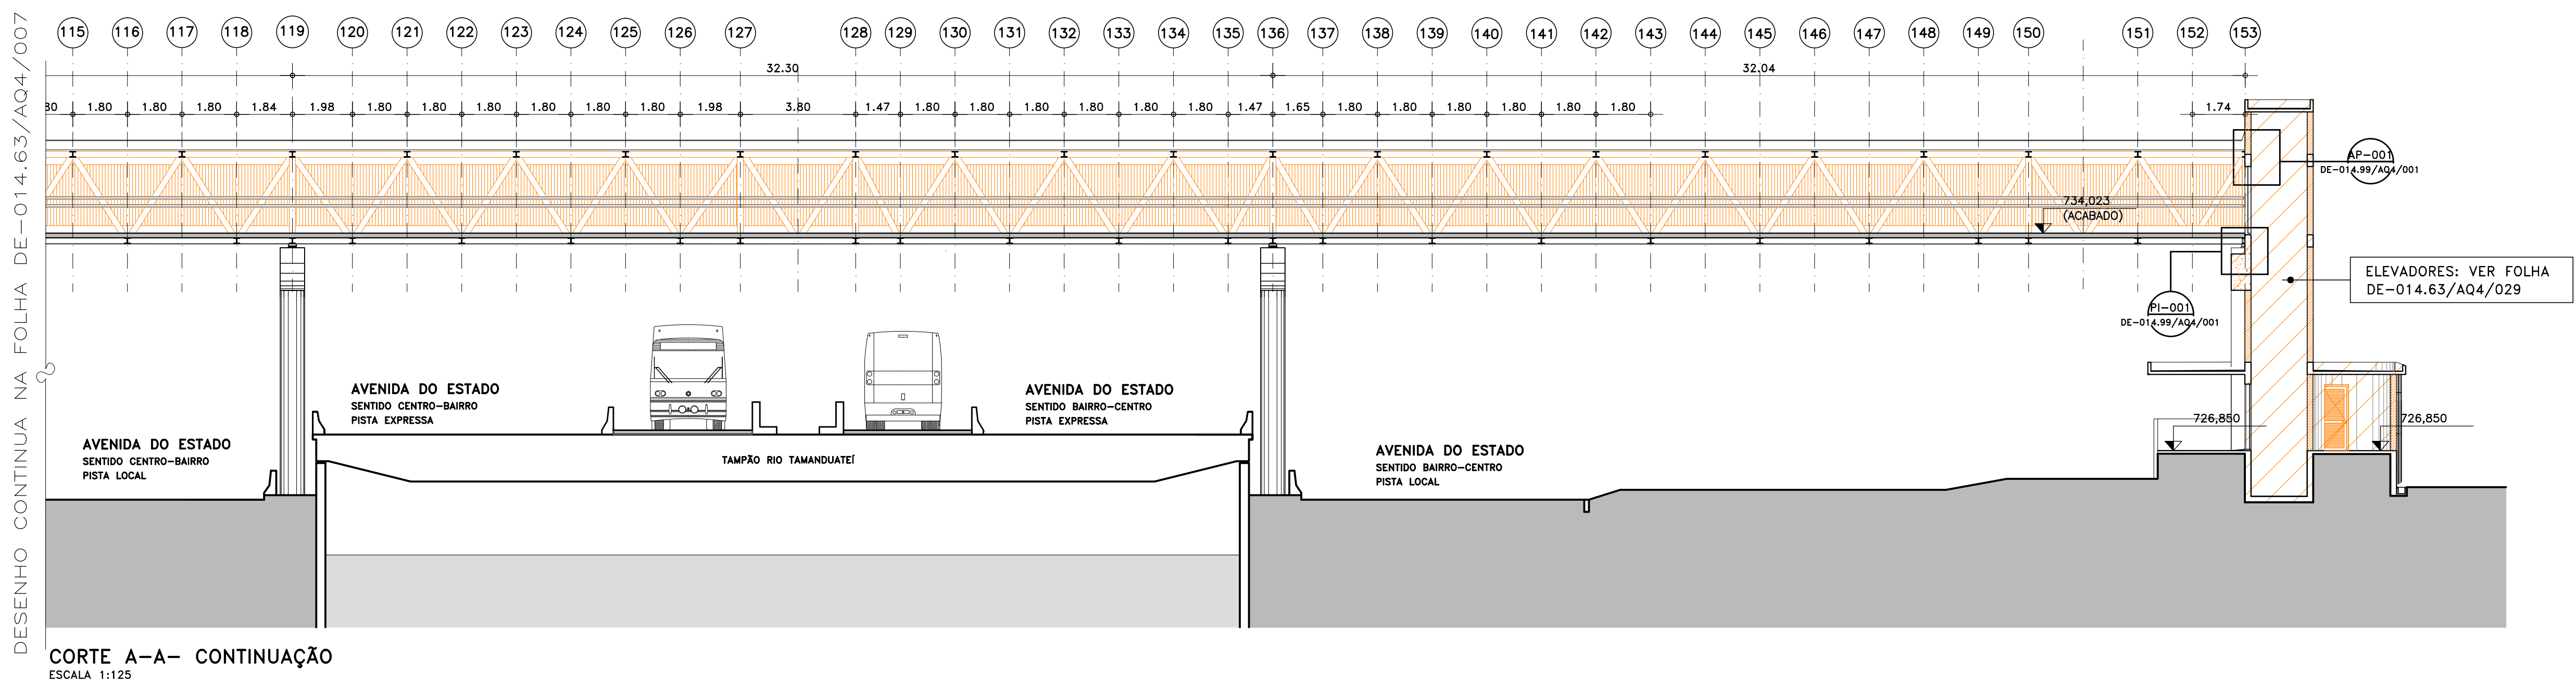 DESENHO CONTINUA NA FOLHA DE-014.63/AQ4/007
115 116 117 118 119 120 121 122 123 124 125 126 127 128 129 130 131 132 133 134 135 136 137 138 139 140 141 142 143 144 145 146 147 148 149 150 151 152 153
32.30 32.04
80 1.80 1.80 1.80 1.84 1.98 1.80 1.80 1.80 1.80 1.80 1.80 1.98 3.80 1.47 1.80 1.80 1.80 1.80 1.80 1.80 1.47 1.65 1.80 1.80 1.80 1.80 1.80 1.80 1.74
AP-001
DE-014.99/AQ4/001
734,023
(ACABADO)
ELEVADORES: VER FOLHA
DE-014.63/AQ4/029
PI-001
DE-014.99/AQ4/001
AVENIDA DO ESTADO
SENTIDO CENTRO-BAIRRO
PISTA EXPRESSA
AVENIDA DO ESTADO
SENTIDO BAIRRO-CENTRO
PISTA EXPRESSA
726,850
726,850
AVENIDA DO ESTADO
SENTIDO CENTRO-BAIRRO
PISTA LOCAL
TAMPÃO RIO TAMANDUATEÍ
AVENIDA DO ESTADO
SENTIDO BAIRRO-CENTRO
PISTA LOCAL
CORTE A-A- CONTINUAÇÃO
ESCALA 1:125